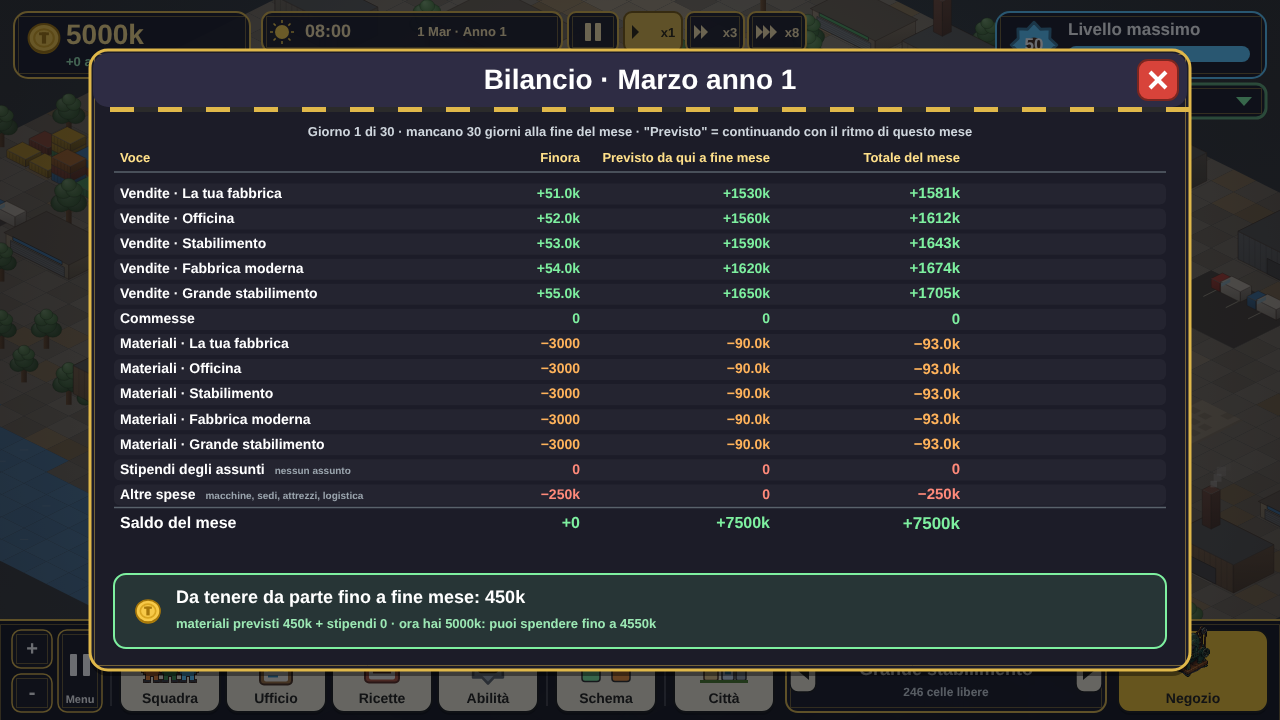 5000k
+0
08:00
1 Mar · Anno 1
x1
x3
x8
50
Livello massimo
Bilancio · Marzo anno 1
Giorno 1 di 30 · mancano 30 giorni alla fine del mese · "Previsto" = continuando con il ritmo di questo mese
Voce Finora Previsto da qui a fine mese Totale del mese
Vendite · La tua fabbrica +51.0k +1530k +1581k
Vendite · Officina +52.0k +1560k +1612k
Vendite · Stabilimento +53.0k +1590k +1643k
Vendite · Fabbrica moderna +54.0k +1620k +1674k
Vendite · Grande stabilimento +55.0k +1650k +1705k
Commesse 0 0 0
Materiali · La tua fabbrica −3000 −90.0k −93.0k
Materiali · Officina −3000 −90.0k −93.0k
Materiali · Stabilimento −3000 −90.0k −93.0k
Materiali · Fabbrica moderna −3000 −90.0k −93.0k
Materiali · Grande stabilimento −3000 −90.0k −93.0k
Stipendi degli assunti nessun assunto 0 0 0
Altre spese macchine, sedi, attrezzi, logistica −250k 0 −250k
Saldo del mese +0 +7500k +7500k
Da tenere da parte fino a fine mese: 450k
materiali previsti 450k + stipendi 0 · ora hai 5000k: puoi spendere fino a 4550k
+
-
Menu
Squadra
Ufficio
Ricette
Abilità
Schema
Città
Grande stabilimento
246 celle libere
Negozio